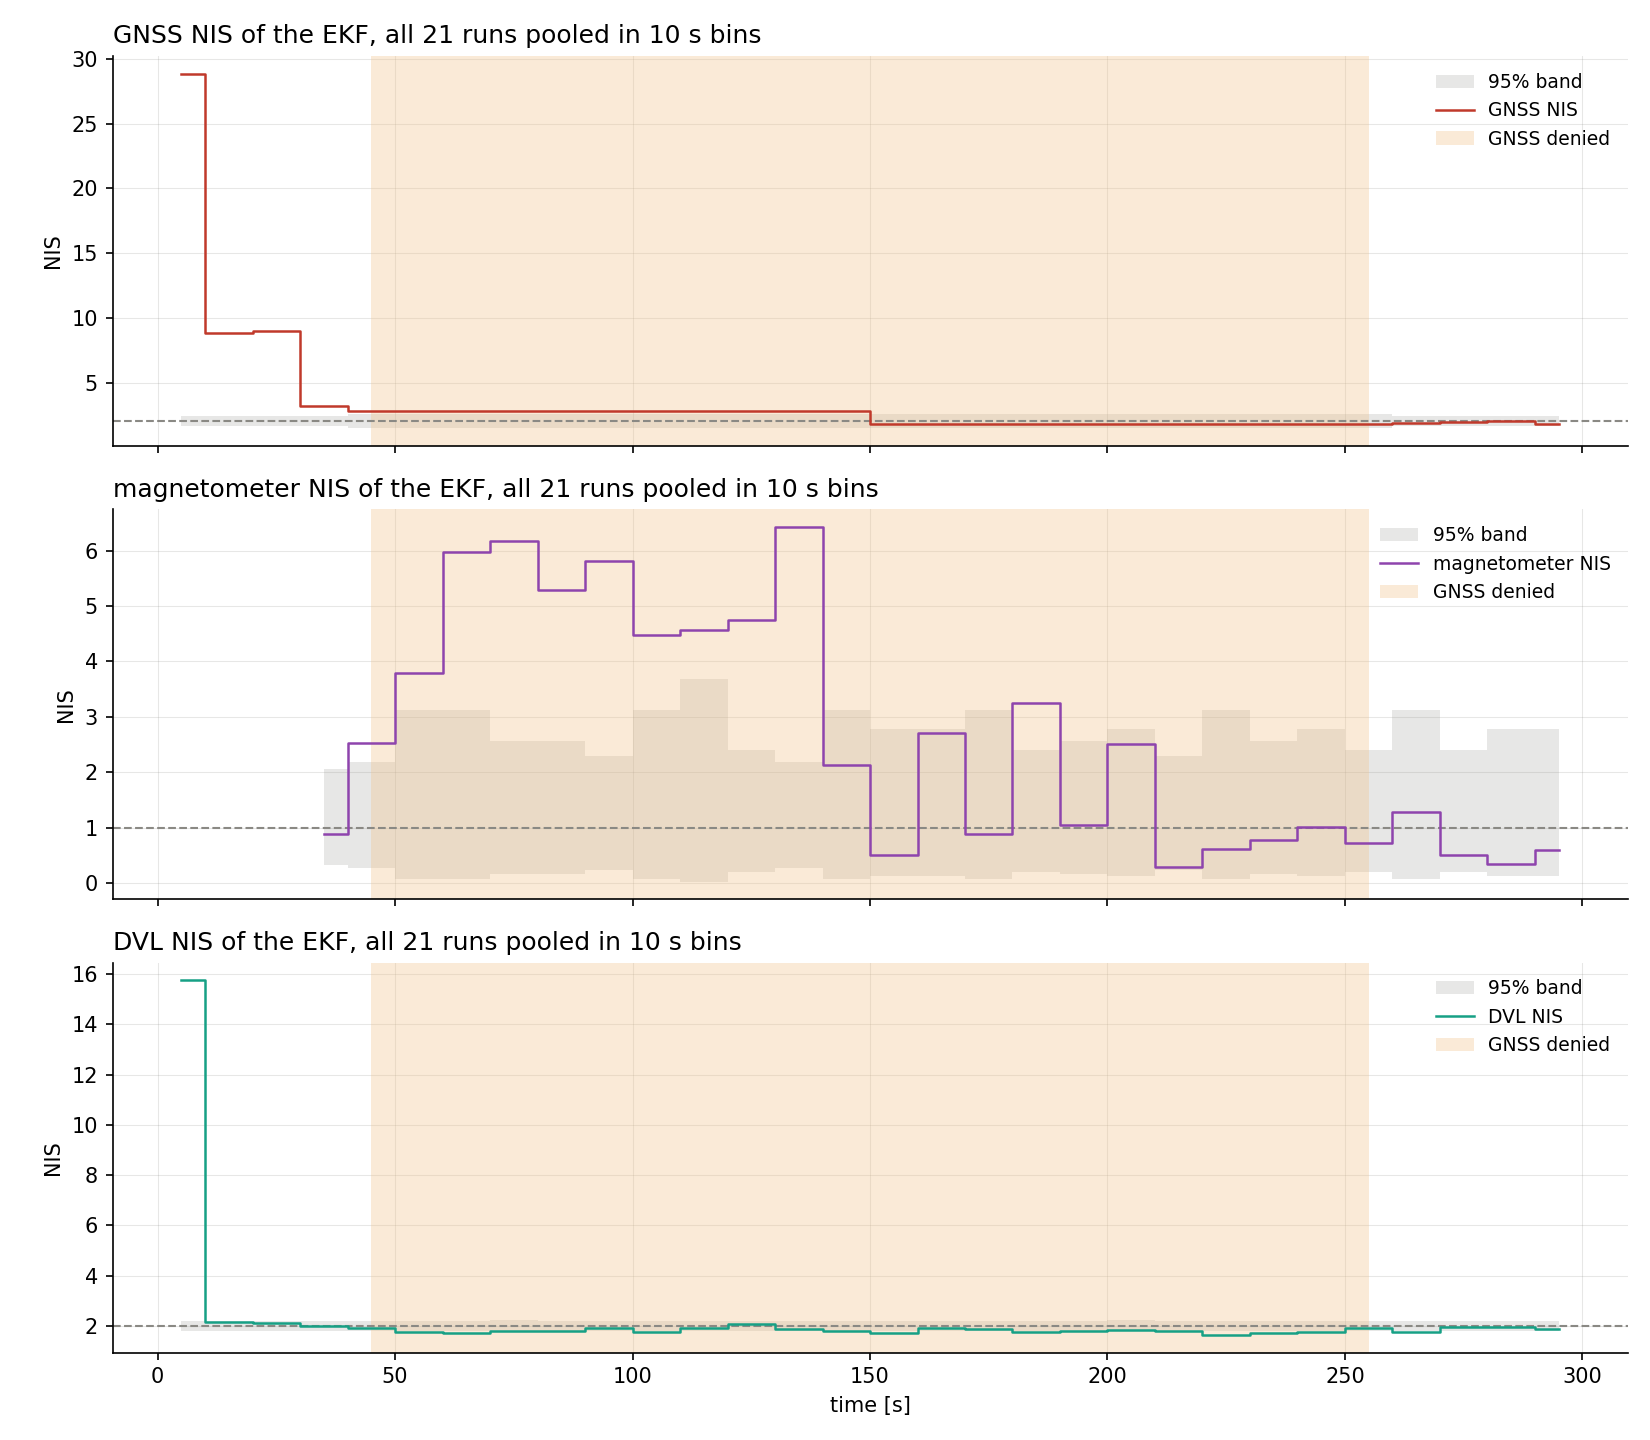 GNSS NIS of the EKF, all 21 runs pooled in 10 s bins
30
25
20
15
10
5
NIS
95% band
GNSS NIS
GNSS denied
magnetometer NIS of the EKF, all 21 runs pooled in 10 s bins
6
5
4
3
2
1
0
NIS
95% band
magnetometer NIS
GNSS denied
DVL NIS of the EKF, all 21 runs pooled in 10 s bins
16
14
12
10
8
6
4
2
NIS
95% band
DVL NIS
GNSS denied
0 50 100 150 200 250 300
time [s]